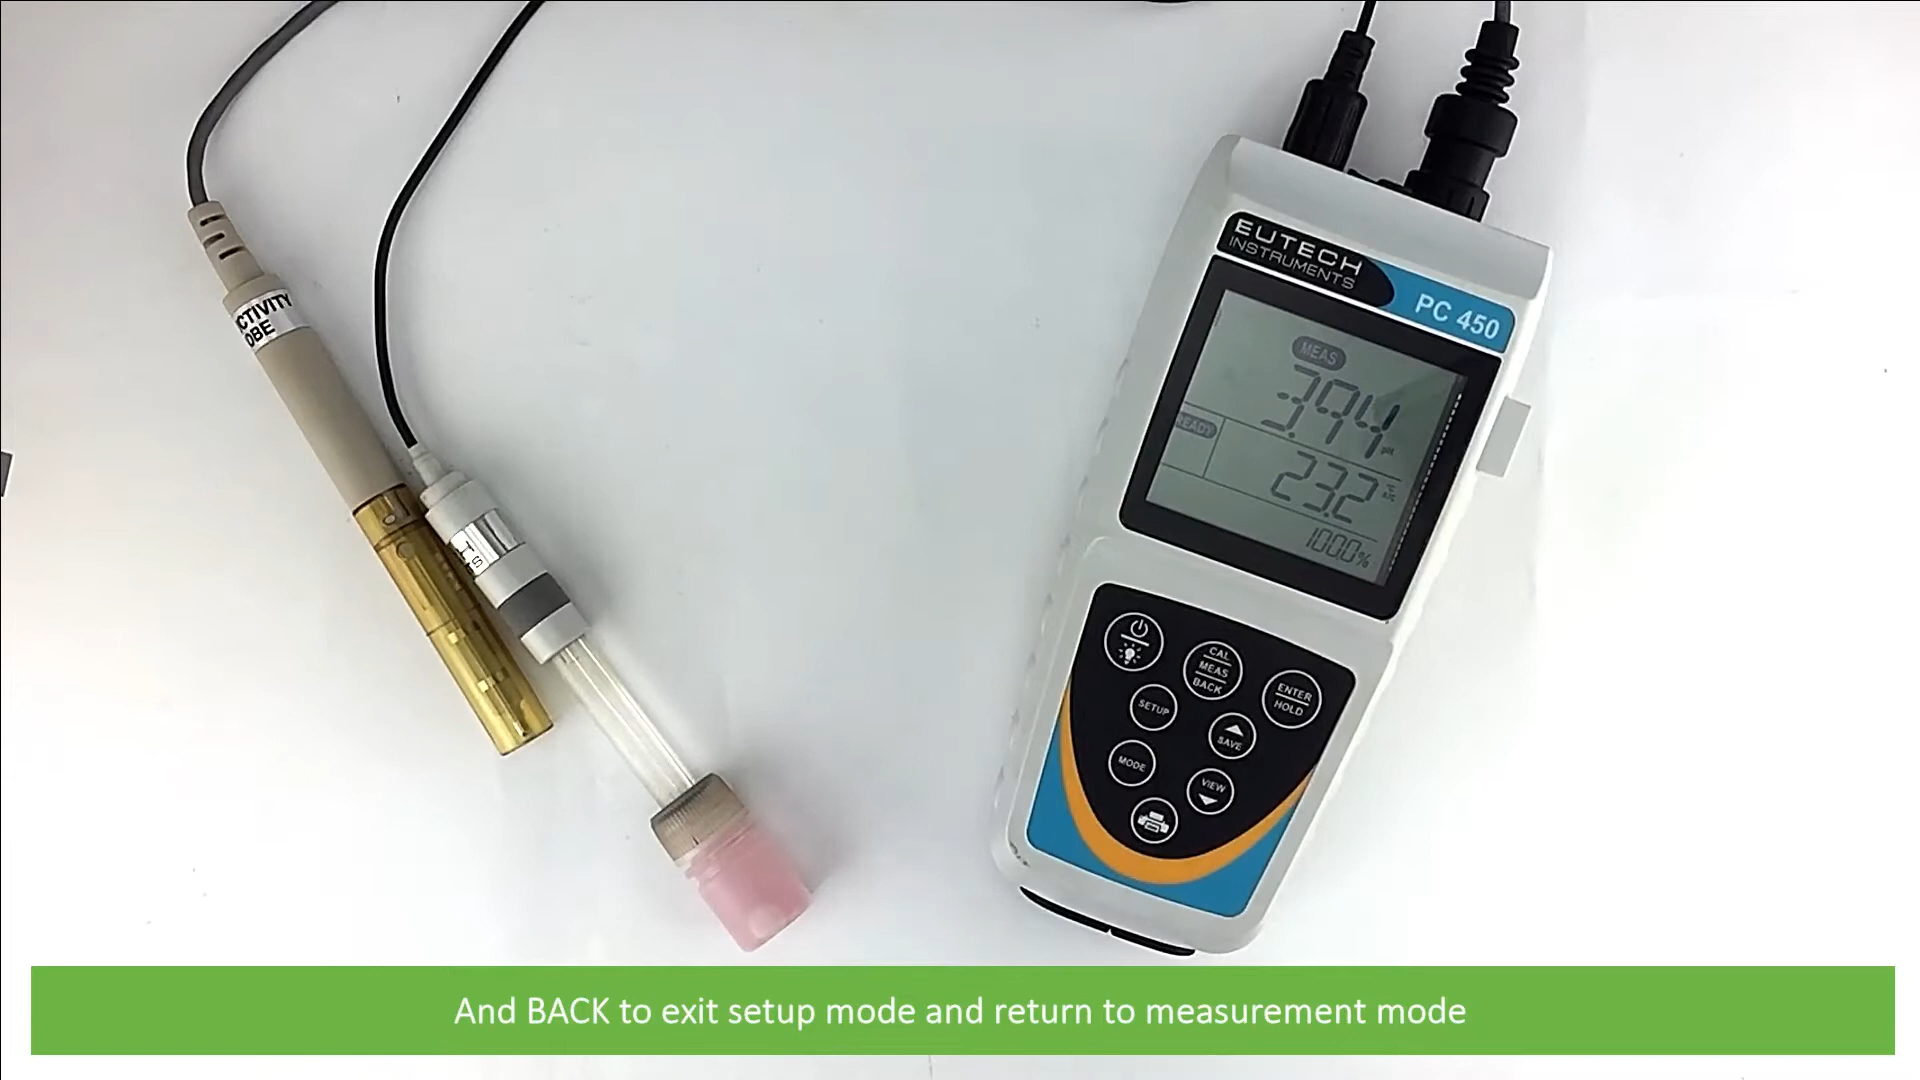 EUTECH
INSTRUMENTS
PC 450
MEAS
3.94
pH
READY
23.2
°C
100.0%
CTIVITY
OBE
CAL
MEAS
BACK
ENTER
HOLD
SETUP
SAVE
MODE
VIEW
And BACK to exit setup mode and return to measurement mode